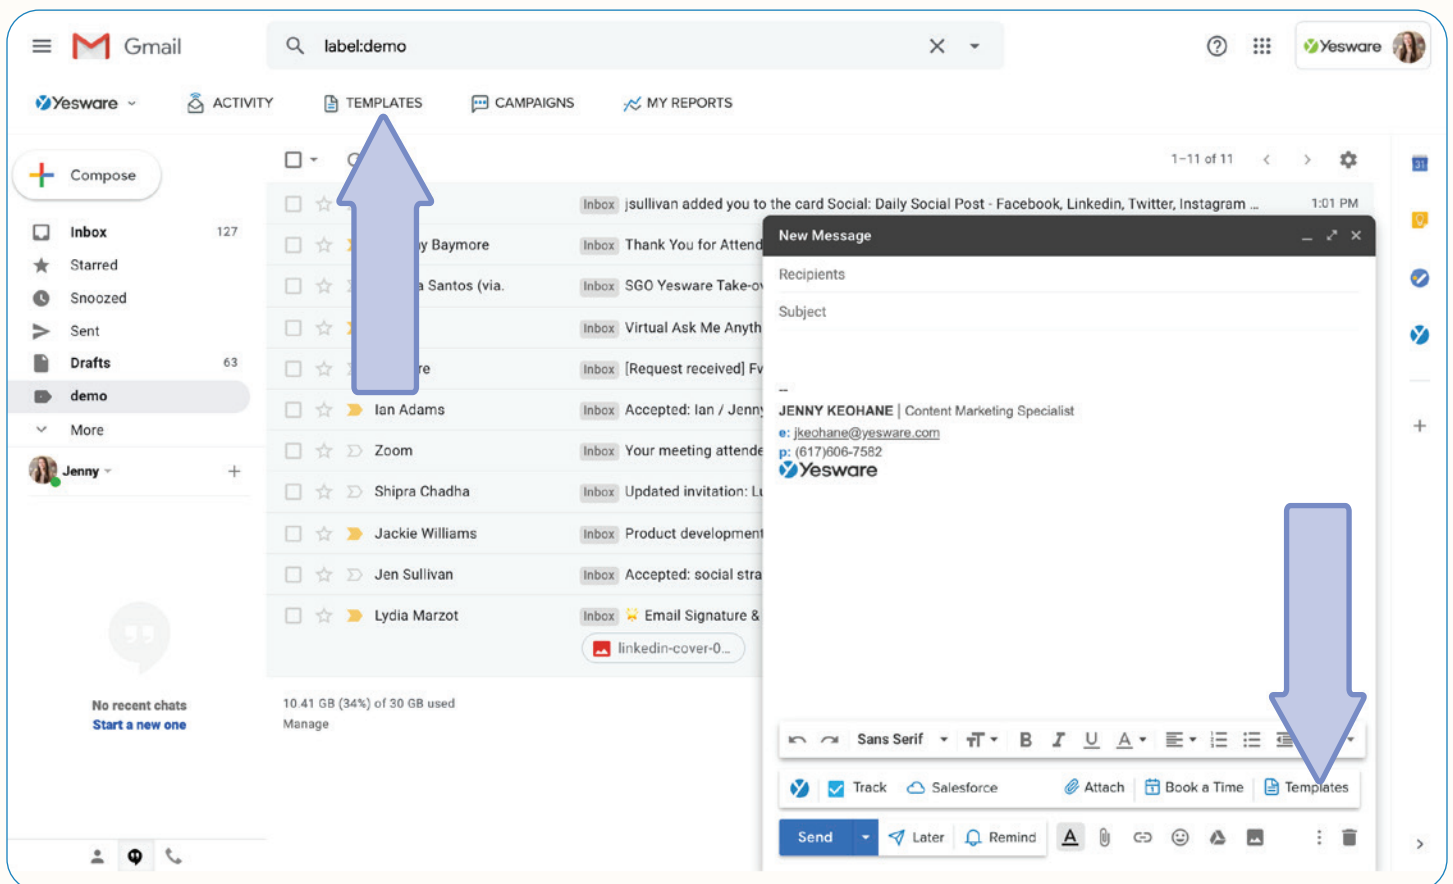 Gmail
label:demo
Yesware
Yesware
ACTIVITY
TEMPLATES
CAMPAIGNS
MY REPORTS
Compose
1–11 of 11
31
Inbox 127
Starred
Snoozed
Sent
Drafts 63
demo
More
Jenny
No recent chats
Start a new one
Inbox jsullivan added you to the card Social: Daily Social Post - Facebook, Linkedin, Twitter, Instagram ... 1:01 PM
Baymore Inbox Thank You for Attend
Santos (via. Inbox SGO Yesware Take-ov
Inbox Virtual Ask Me Anyth
Inbox [Request received] Fv
Ian Adams Inbox Accepted: Ian / Jenny
Zoom Inbox Your meeting attende
Shipra Chadha Inbox Updated invitation: Lu
Jackie Williams Inbox Product development
Jen Sullivan Inbox Accepted: social stra
Lydia Marzot Inbox Email Signature &
linkedin-cover-0...
10.41 GB (34%) of 30 GB used
Manage
New Message
Recipients
Subject
--
JENNY KEOHANE | Content Marketing Specialist
e: jkeohane@yesware.com
p: (617)606-7582
Yesware
Sans Serif
Track Salesforce Attach Book a Time Templates
Send Later Remind